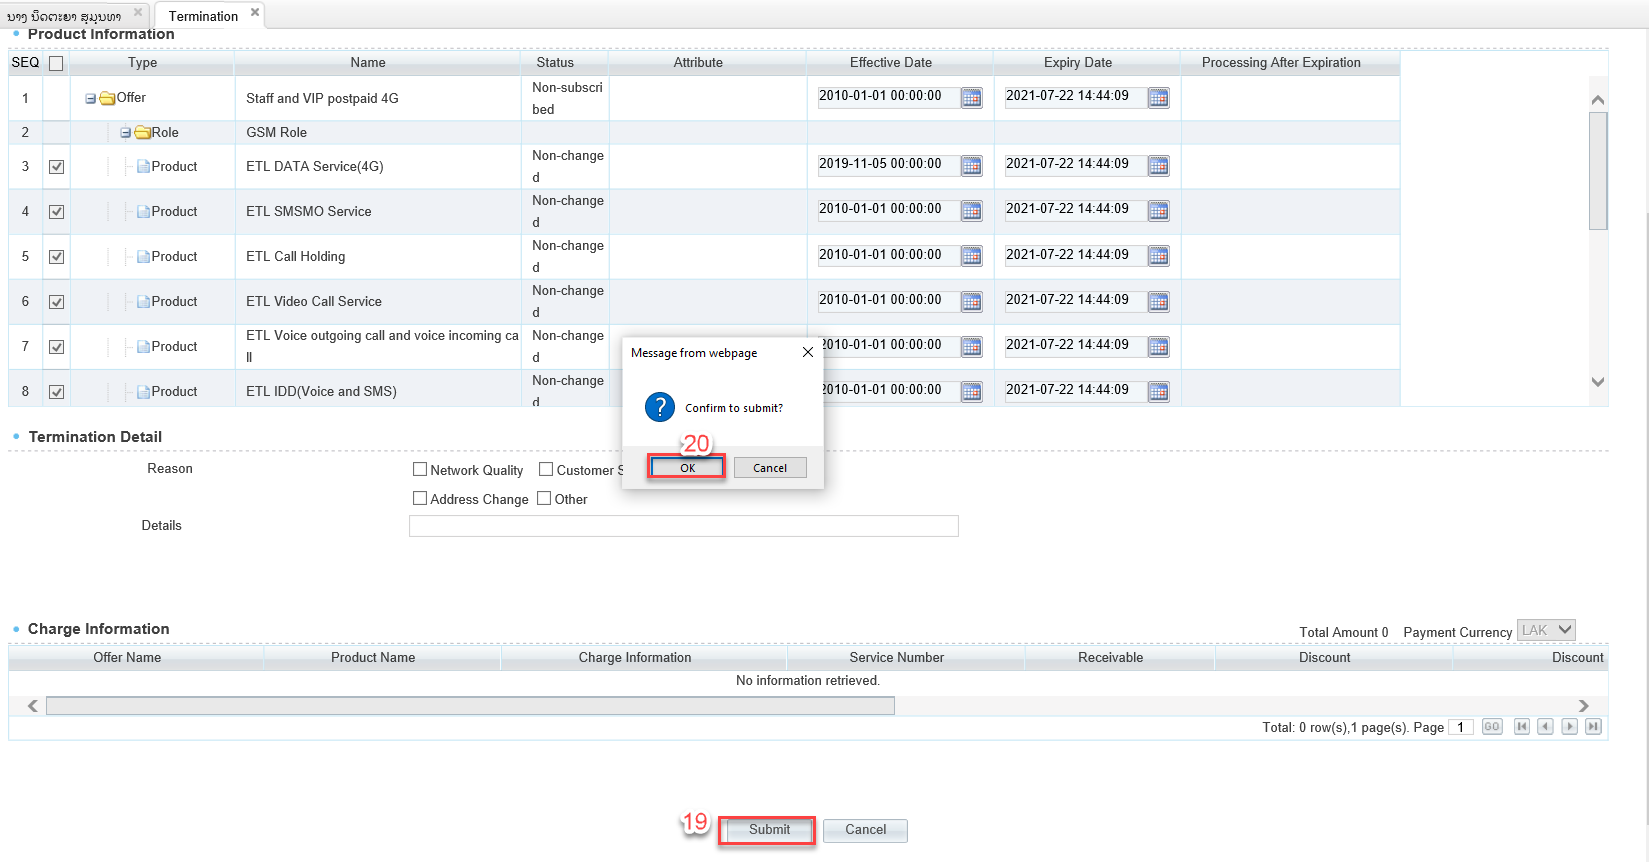 ນາງ ນິດຕະຍາ ສຸມຸນທາ
Termination
Product Information
SEQ Type Name Status Attribute Effective Date Expiry Date Processing After Expiration
1 Offer Staff and VIP postpaid 4G Non-subscri
bed 2010-01-01 00:00:00 2021-07-22 14:44:09
2 Role GSM Role
3 Product ETL DATA Service(4G) Non-change
d 2019-11-05 00:00:00 2021-07-22 14:44:09
4 Product ETL SMSMO Service Non-change
d 2010-01-01 00:00:00 2021-07-22 14:44:09
5 Product ETL Call Holding Non-change
d 2010-01-01 00:00:00 2021-07-22 14:44:09
6 Product ETL Video Call Service Non-change
d 2010-01-01 00:00:00 2021-07-22 14:44:09
7 Product ETL Voice outgoing call and voice incoming ca
ll Non-change
d 2010-01-01 00:00:00 2021-07-22 14:44:09
8 Product ETL IDD(Voice and SMS) Non-change
d 2010-01-01 00:00:00 2021-07-22 14:44:09
Message from webpage
Confirm to submit?
20
OK Cancel
Termination Detail
Reason Network Quality Customer S
Address Change Other
Details
Charge Information
Total Amount 0 Payment Currency LAK
Offer Name Product Name Charge Information Service Number Receivable Discount Discount
No information retrieved.
Total: 0 row(s),1 page(s). Page 1 GO
19 Submit Cancel